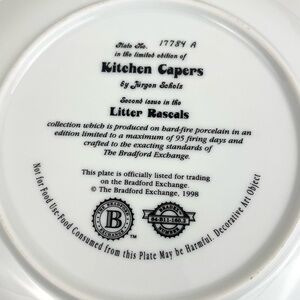 Plate No. 17784 A
in the limited edition of
Kitchen Capers
by Jurgen Scholz
Second issue in the
Litter Rascals
collection which is produced on hard-fire porcelain in an
edition limited to a maximum of 95 firing days and
crafted to the exacting standards of
The Bradford Exchange.
This plate is officially listed for trading
on the Bradford Exchange.
© The Bradford Exchange, 1998
B
EXCHANGE
TM
Not for Food Use-Food Consumed from this Plate May be Harmful. Decorative Art Object